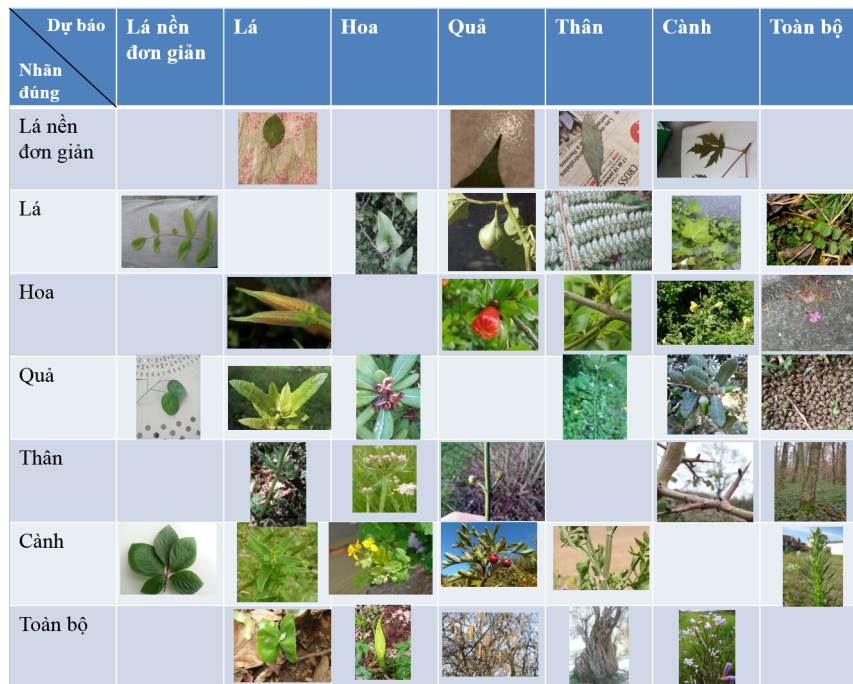 Dự báo
Nhãn
đúng
Lá nền
đơn giản
Lá
Hoa
Quả
Thân
Cành
Toàn bộ
Lá nền
đơn giản
CROSS
Lá
Hoa
Quả
Thân
Cành
Toàn bộ